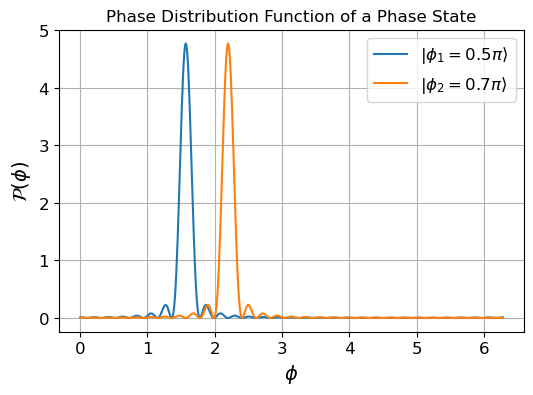 Phase Distribution Function of a Phase State
𝒫(ϕ)
5
4
3
2
1
0
|ϕ₁ = 0.5π⟩
|ϕ₂ = 0.7π⟩
0 1 2 3 4 5 6
ϕ